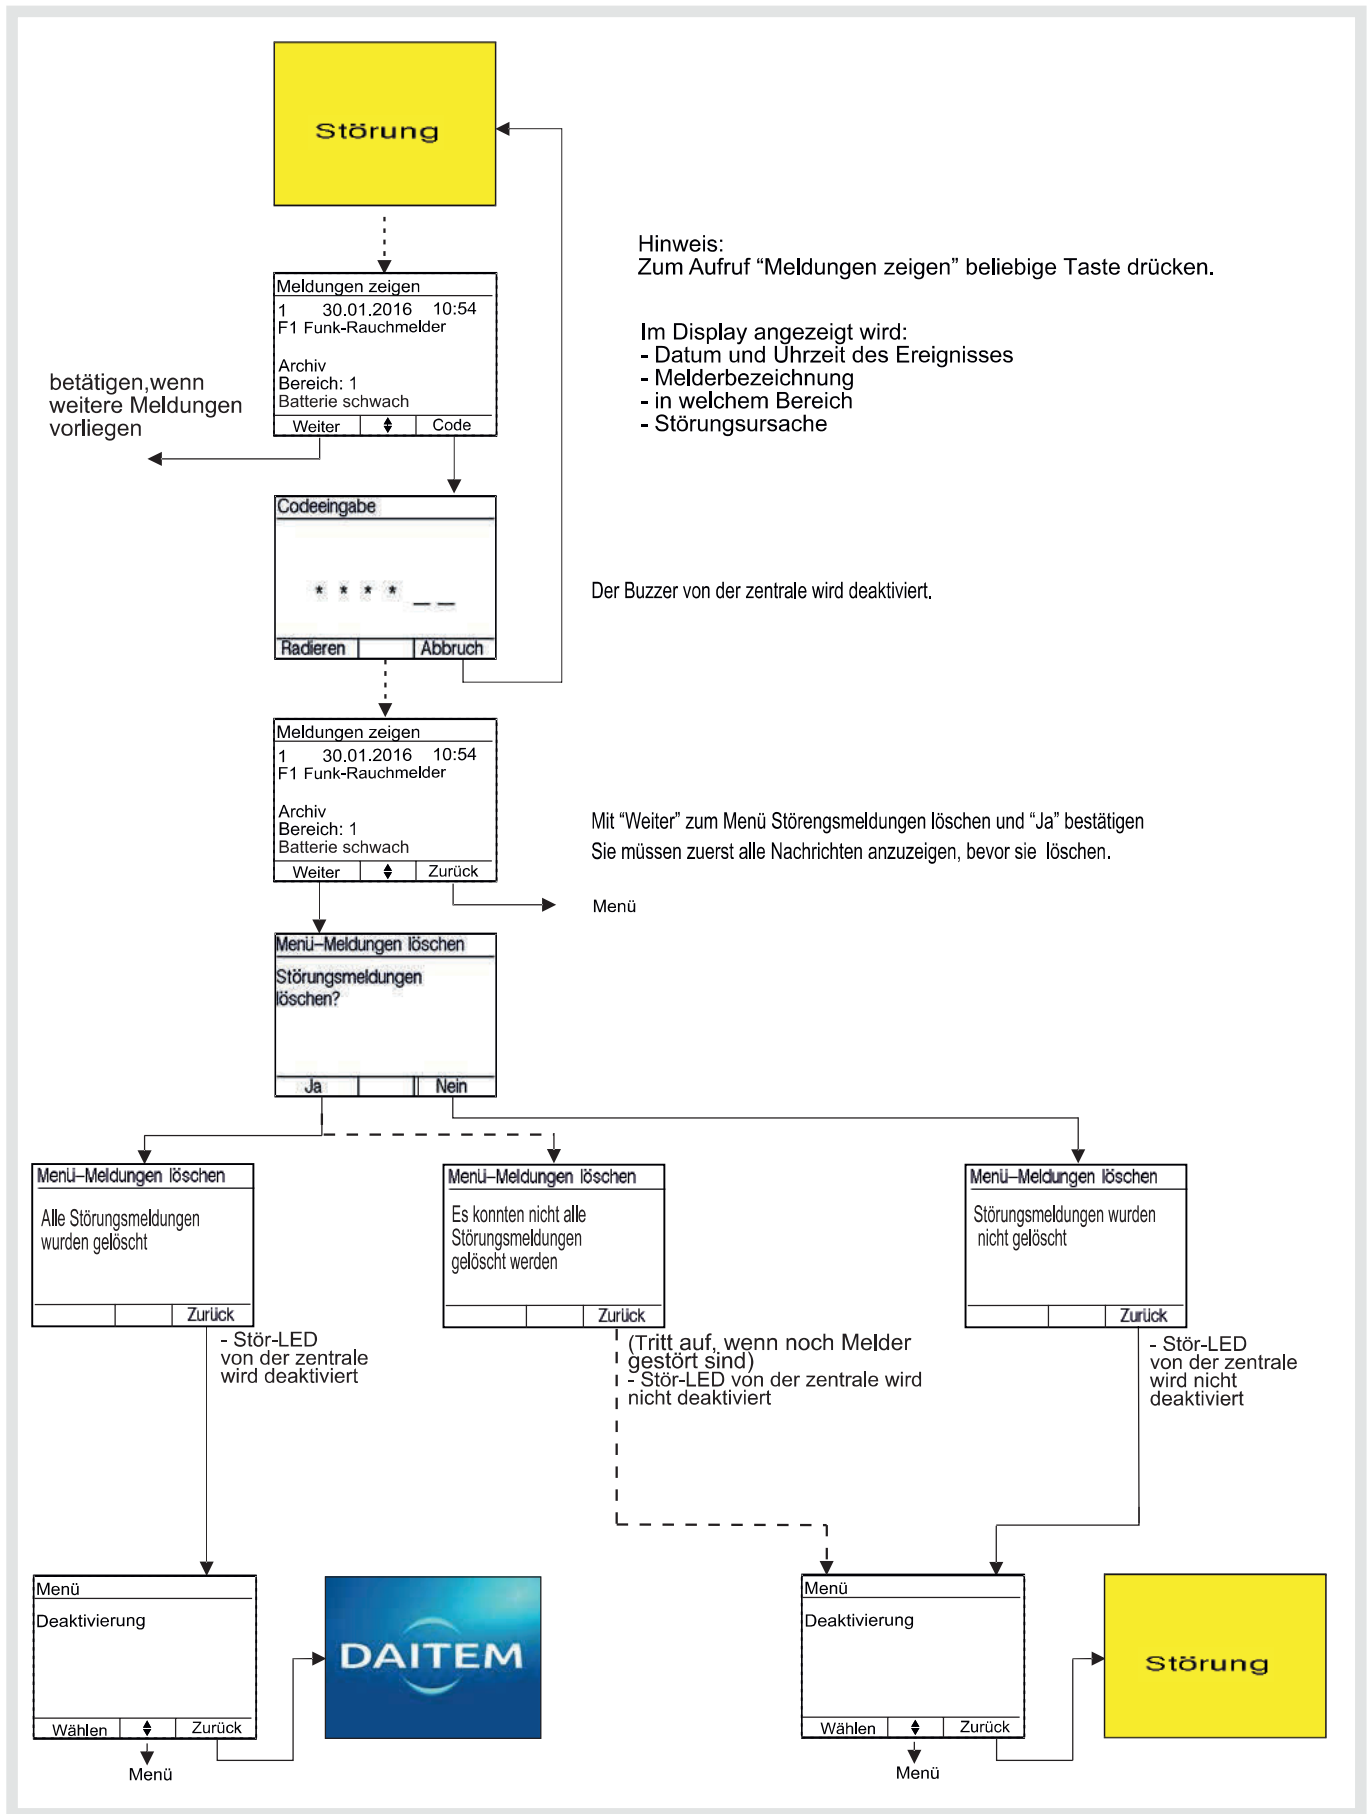 Störung
Hinweis:
Zum Aufruf “Meldungen zeigen” beliebige Taste drücken.
Im Display angezeigt wird:
- Datum und Uhrzeit des Ereignisses
- Melderbezeichnung
- in welchem Bereich
- Störungsursache
Meldungen zeigen
1 30.01.2016 10:54
F1 Funk-Rauchmelder
Archiv
Bereich: 1
Batterie schwach
Weiter Code
betätigen,wenn
weitere Meldungen
vorliegen
Codeeingabe
* * * * _ _
Radieren Abbruch
Der Buzzer von der zentrale wird deaktiviert.
Meldungen zeigen
1 30.01.2016 10:54
F1 Funk-Rauchmelder
Archiv
Bereich: 1
Batterie schwach
Weiter Zurück
Mit “Weiter” zum Menü Störengsmeldungen löschen und “Ja” bestätigen
Sie müssen zuerst alle Nachrichten anzuzeigen, bevor sie löschen.
Menü
Menü-Meldungen löschen
Störungsmeldungen
löschen?
Ja Nein
Menü-Meldungen löschen
Alle Störungsmeldungen
wurden gelöscht
Zurück
- Stör-LED
von der zentrale
wird deaktiviert
Menü-Meldungen löschen
Es konnten nicht alle
Störungsmeldungen
gelöscht werden
Zurück
(Tritt auf, wenn noch Melder
gestört sind)
- Stör-LED von der zentrale wird
nicht deaktiviert
Menü-Meldungen löschen
Störungsmeldungen wurden
nicht gelöscht
Zurück
- Stör-LED
von der zentrale
wird nicht
deaktiviert
Menü
Deaktivierung
Wählen Zurück
Menü
DAITEM
Menü
Deaktivierung
Wählen Zurück
Menü
Störung